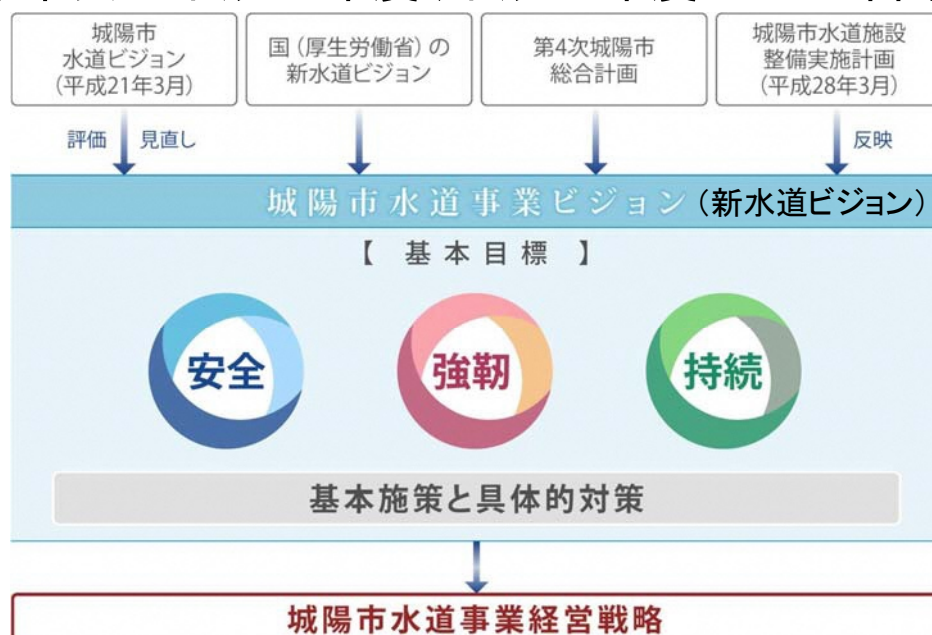 城陽市
水道ビジョン
(平成21年3月)
国(厚生労働省)の
新水道ビジョン
第4次城陽市
総合計画
城陽市水道施設
整備実施計画
(平成28年3月)
評価 見直し
反映
城陽市水道事業ビジョン(新水道ビジョン)
【 基本目標 】
安全
強靭
持続
基本施策と具体的対策
城陽市水道事業経営戦略